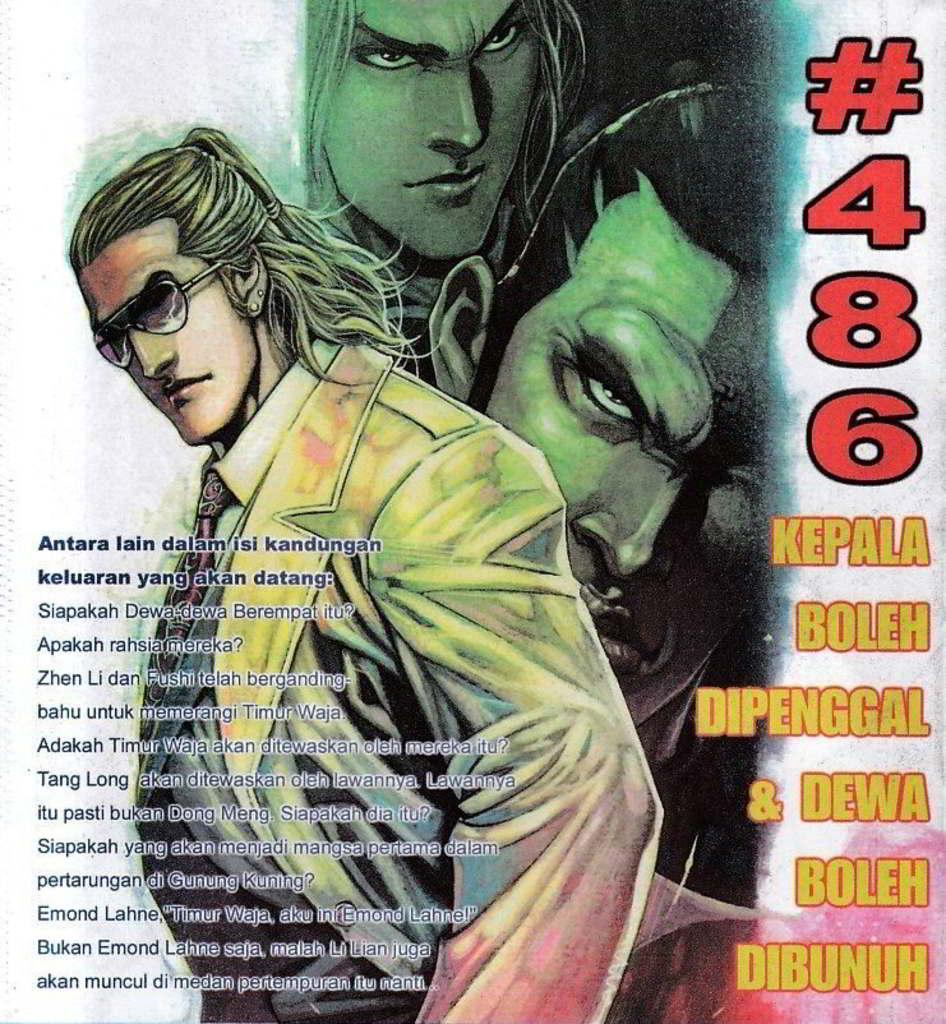 #486
KEPALA
BOLEH
DIPENGGAL
& DEWA
BOLEH
DIBUNUH
Antara lain dalam isi kandungan
keluaran yang akan datang:
Siapakah Dewa-dewa Berempat itu?
Apakah rahsia mereka?
Zhen Li dan Fushi telah berganding-
bahu untuk memerangi Timur Waja.
Adakah Timur Waja akan ditewaskan oleh mereka itu?
Tang Long akan ditewaskan oleh lawannya. Lawannya
itu pasti bukan Dong Meng. Siapakah dia itu?
Siapakah yang akan menjadi mangsa pertama dalam
pertarungan di Gunung Kuning?
Emond Lahne,"Timur Waja, aku ini Emond Lahne!"
Bukan Emond Lahne saja, malah Li Lian juga
akan muncul di medan pertempuran itu nanti...